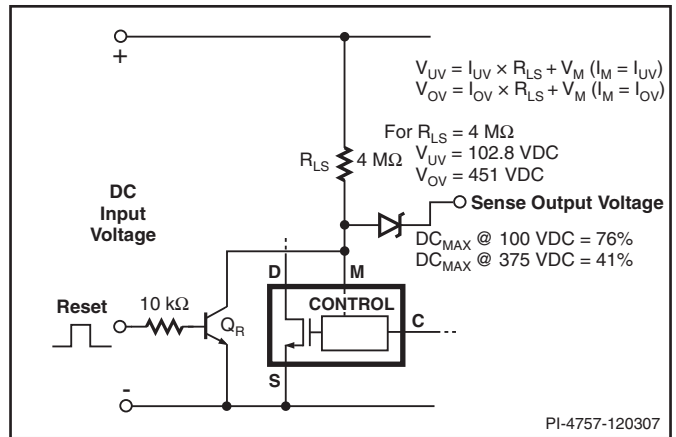 +
V_UV = I_UV × R_LS + V_M (I_M = I_UV)
V_OV = I_OV × R_LS + V_M (I_M = I_OV)
For R_LS = 4 MΩ
V_UV = 102.8 VDC
V_OV = 451 VDC
R_LS
4 MΩ
DC
Input
Voltage
Sense Output Voltage
DC_MAX @ 100 VDC = 76%
DC_MAX @ 375 VDC = 41%
D
M
CONTROL
C
Reset
10 kΩ
Q_R
S
-
PI-4757-120307